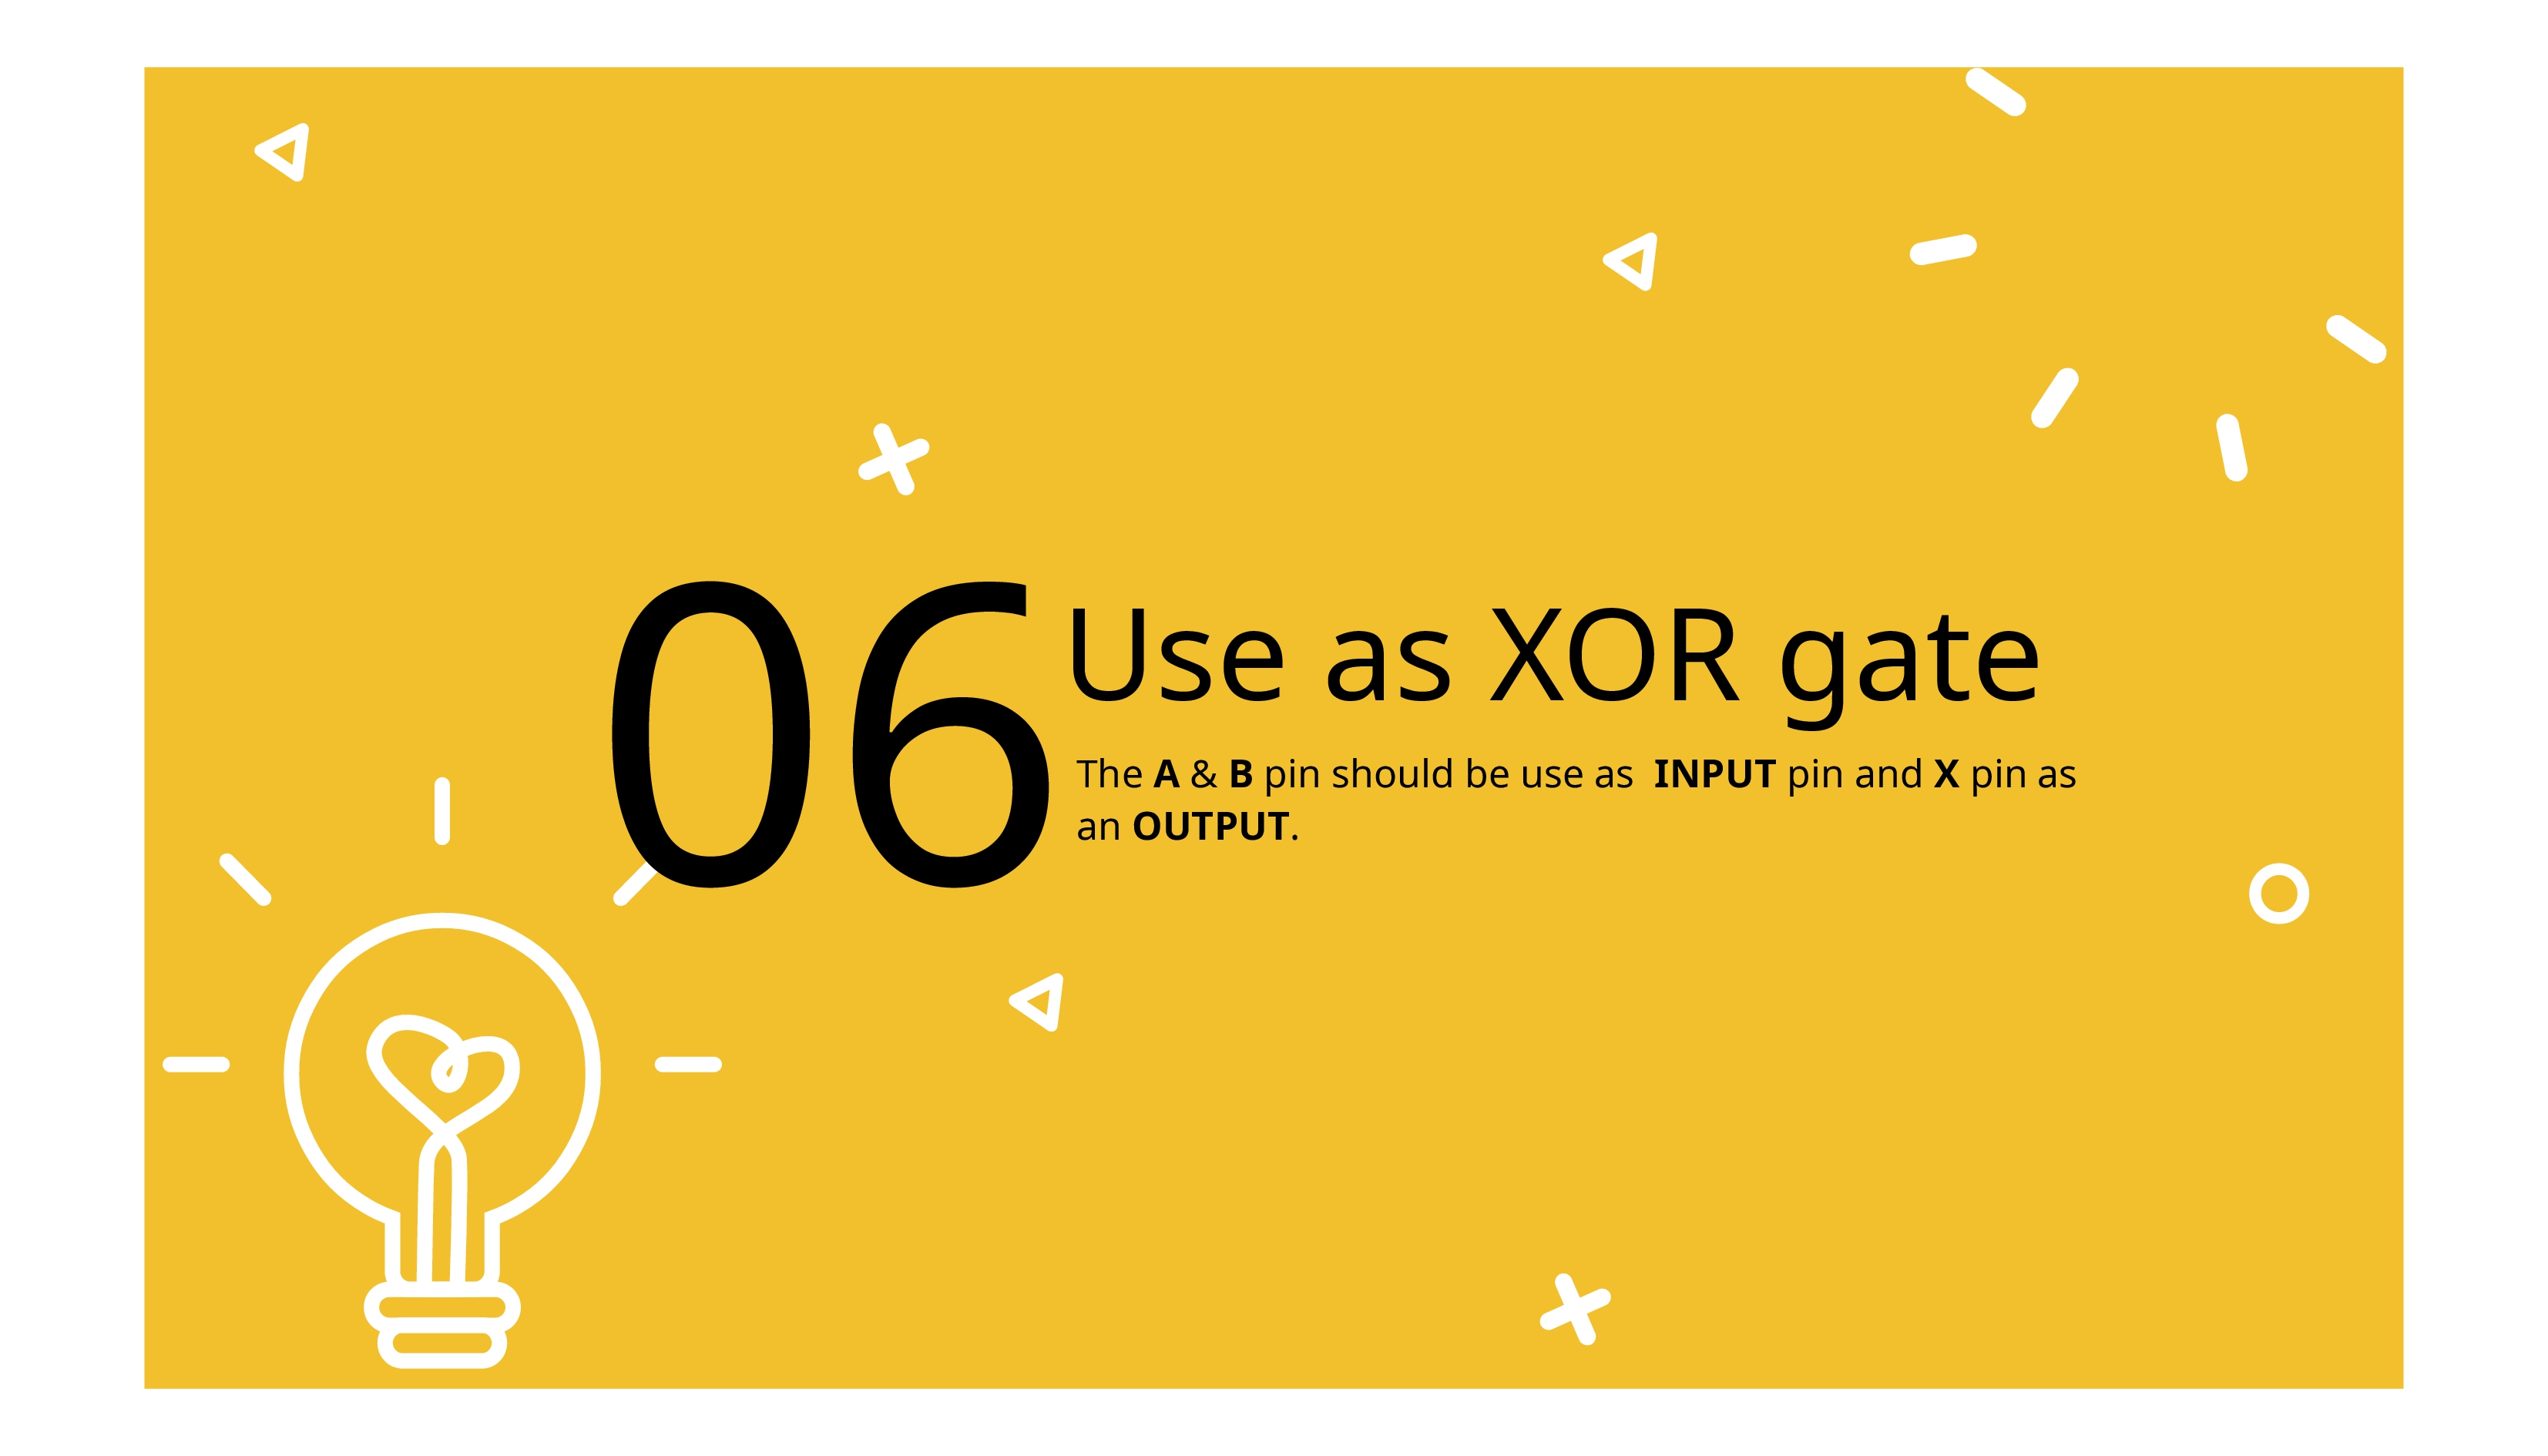 06
Use as XOR gate
The A & B pin should be use as  INPUT pin and X pin as
an OUTPUT.